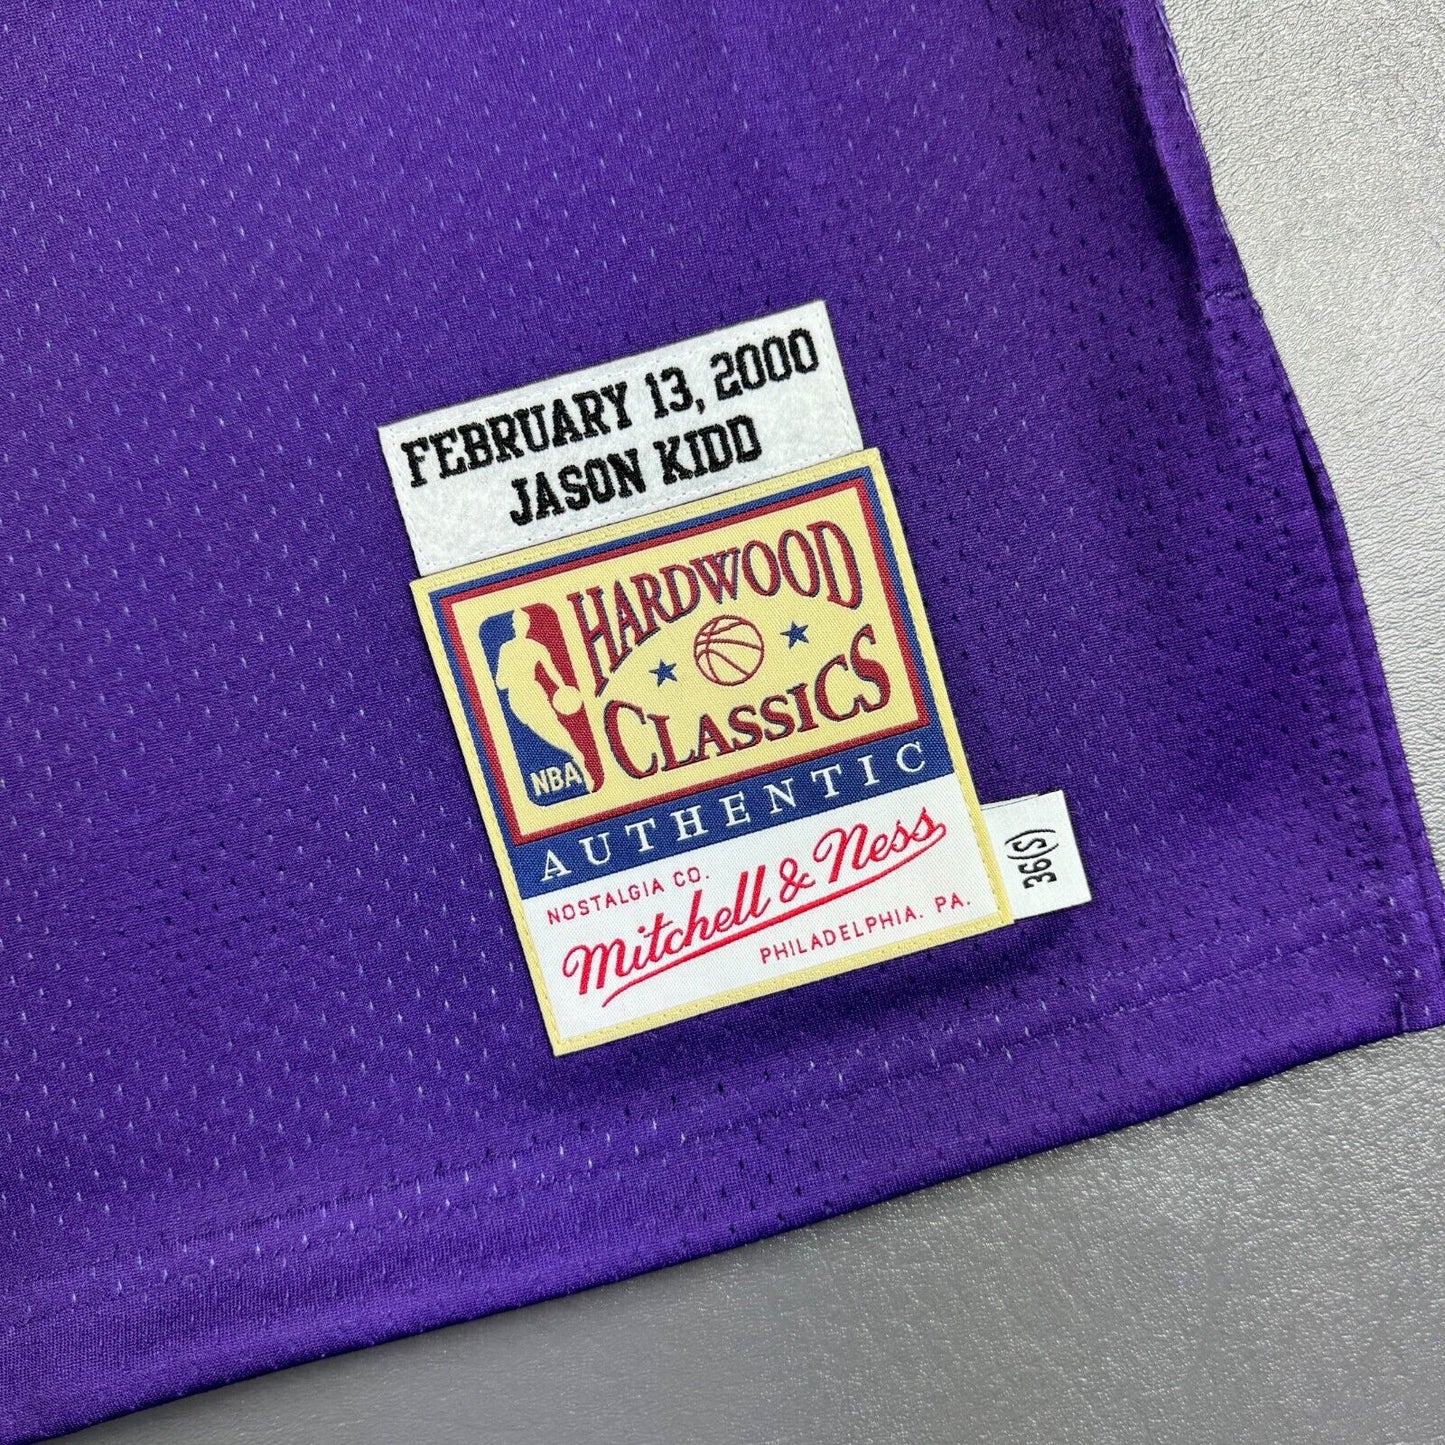 FEBRUARY 13, 2000
JASON KIDD
HARDWOOD
CLASSICS
NBA
AUTHENTIC
NOSTALGIA CO.
Mitchell & Ness
PHILADELPHIA. PA.
36(S)